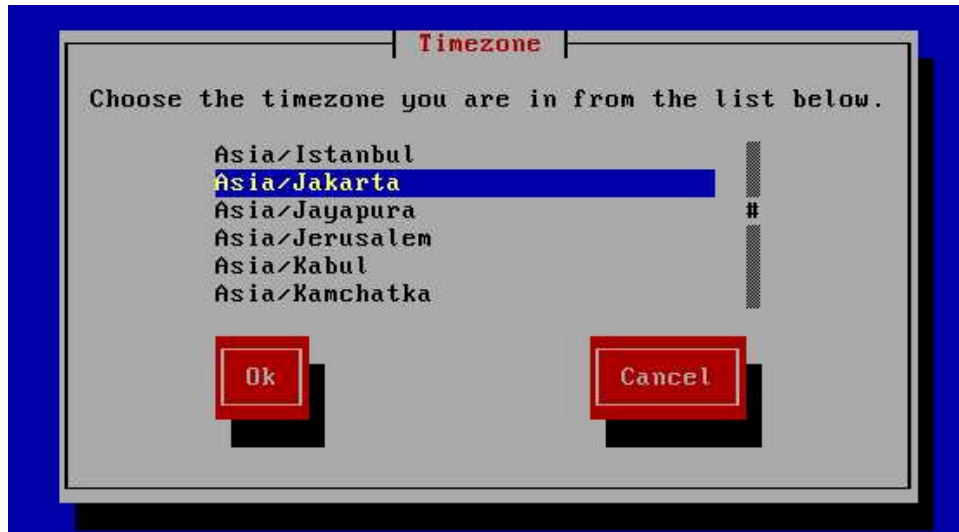 Timezone
Choose the timezone you are in from the list below.
Asia/Istanbul
Asia/Jakarta
Asia/Jayapura #
Asia/Jerusalem
Asia/Kabul
Asia/Kamchatka
Ok Cancel